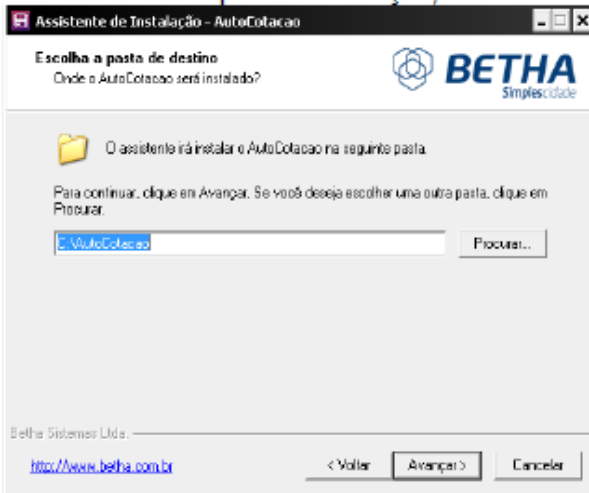 Assistente de Instalação - AutoCotacao
Escolha a pasta de destino
Onde o AutoCotacao será instalado?
BETHA
Simplescidade
O assistente irá instalar o AutoCotacao na seguinte pasta.
Para continuar, clique em Avançar. Se você deseja escolher uma outra pasta, clique em
Procurar.
C:\AutoCotacao
Procurar...
Betha Sistemas Ltda.
http://www.betha.com.br
< Voltar
Avançar >
Cancelar